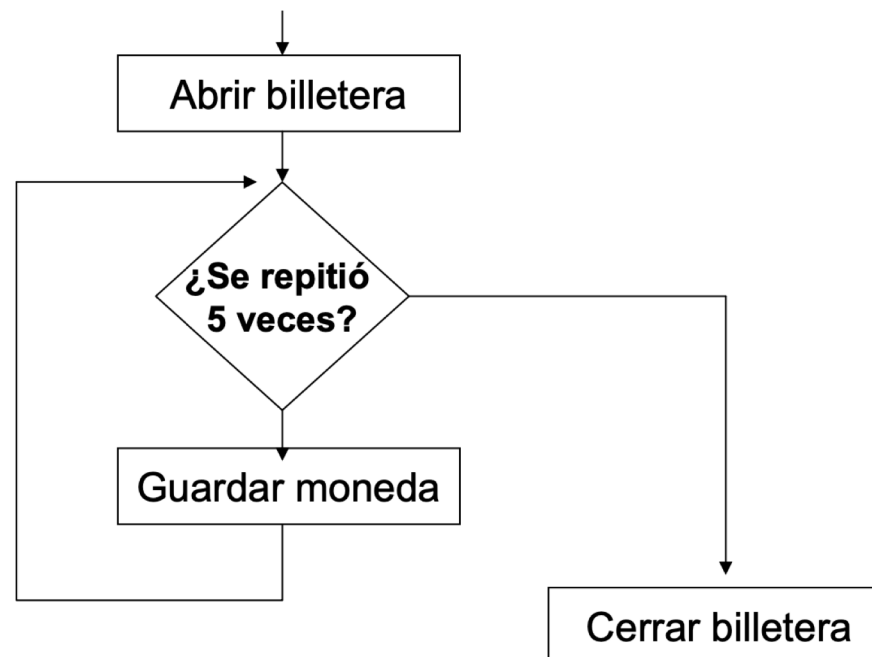 Abrir billetera
¿Se repitió
5 veces?
Guardar moneda
Cerrar billetera